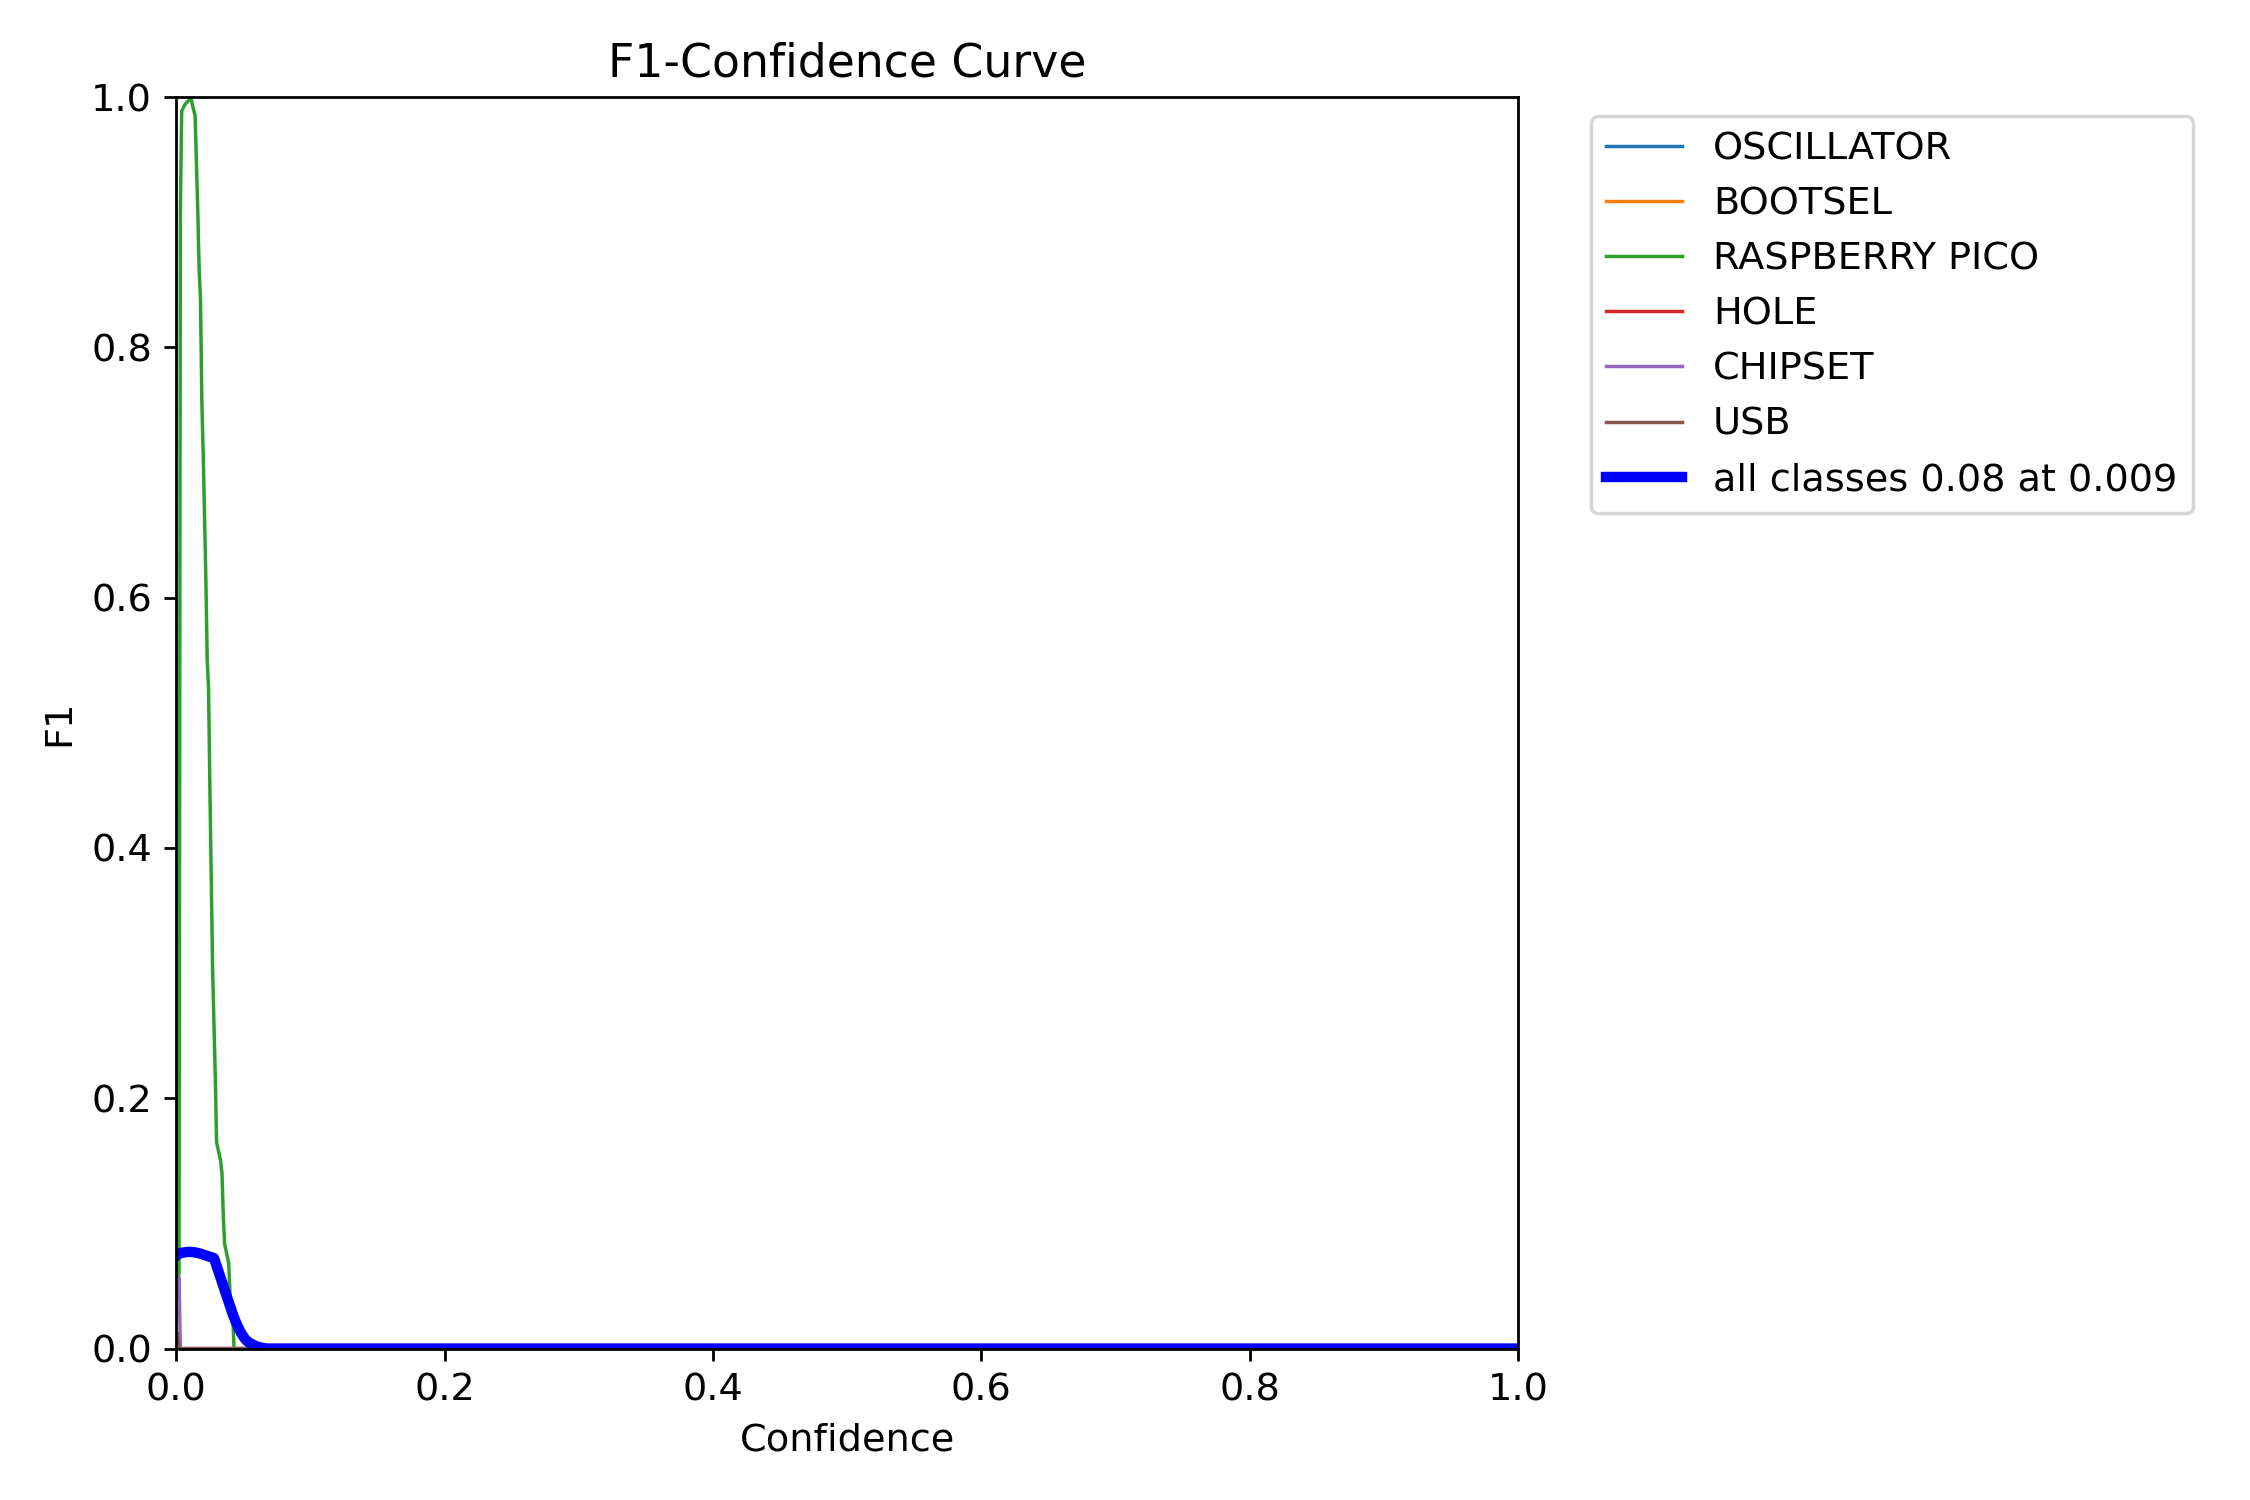 F1-Confidence Curve
1.0
0.8
0.6
0.4
0.2
0.0
F1
0.0 0.2 0.4 0.6 0.8 1.0
Confidence
OSCILLATOR
BOOTSEL
RASPBERRY PICO
HOLE
CHIPSET
USB
all classes 0.08 at 0.009